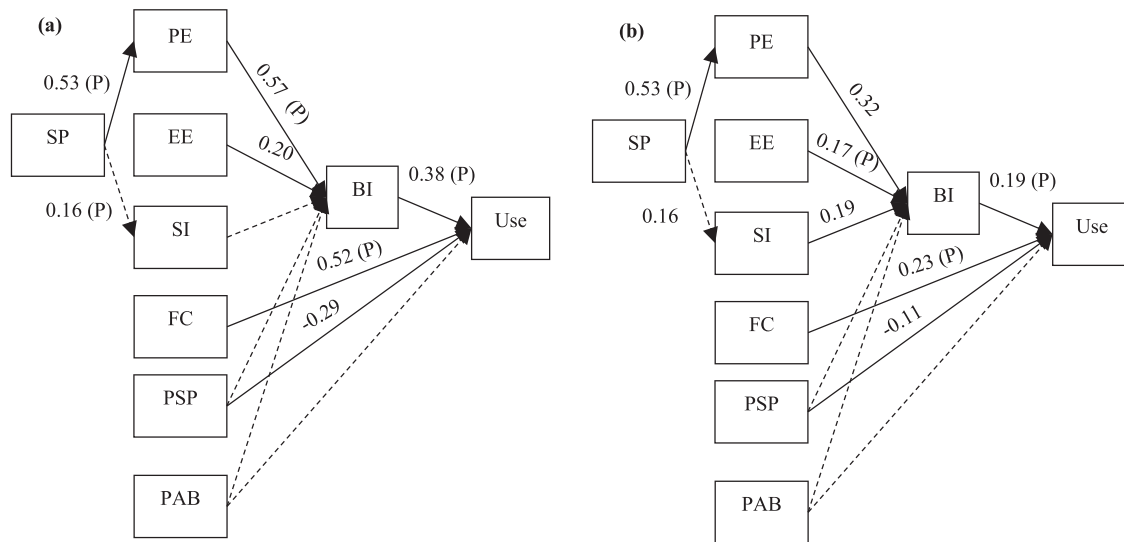 (a)
PE
0.53 (P)
0.57 (P)
SP
EE
0.20
BI
0.38 (P)
0.16 (P)
SI
Use
0.52 (P)
FC
-0.29
PSP
PAB
(b)
PE
0.53 (P)
0.32
SP
EE
0.17 (P)
BI
0.19 (P)
0.16
SI
0.19
Use
0.23 (P)
FC
-0.11
PSP
PAB